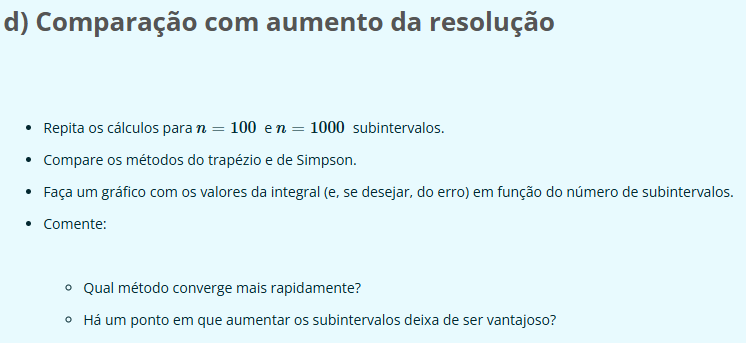 d) Comparação com aumento da resolução
• Repita os cálculos para n = 100 e n = 1000 subintervalos.
• Compare os métodos do trapézio e de Simpson.
• Faça um gráfico com os valores da integral (e, se desejar, do erro) em função do número de subintervalos.
• Comente:
◦ Qual método converge mais rapidamente?
◦ Há um ponto em que aumentar os subintervalos deixa de ser vantajoso?